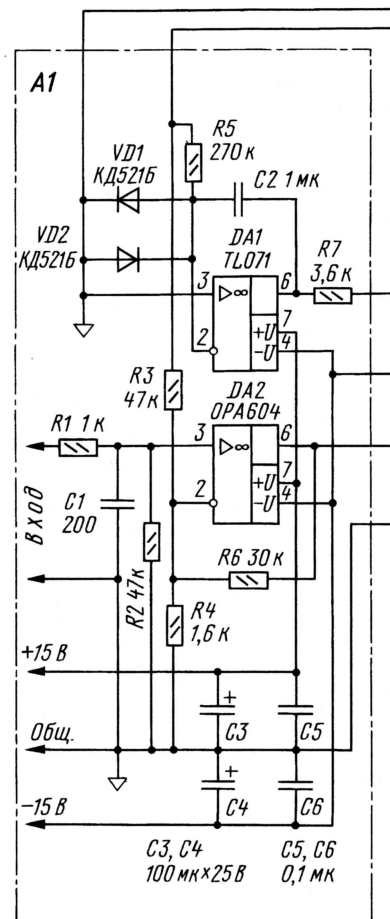 А1
R5
270 к
VD1
КД521Б
C2 1 мк
VD2
КД521Б
DA1
TL071
R7
3,6 к
3
▷∞
6
7
+U
-U
4
2
R3
47 к
DA2
OPA604
R1 1 к
3
▷∞
6
7
+U
-U
4
2
C1
200
ВХОД
R2 47к
R6 30 к
R4
1,6 к
+15 В
+
C3
C5
Общ.
+
C4
C6
-15 В
C3, C4
100 мк×25 В
C5, C6
0,1 мк